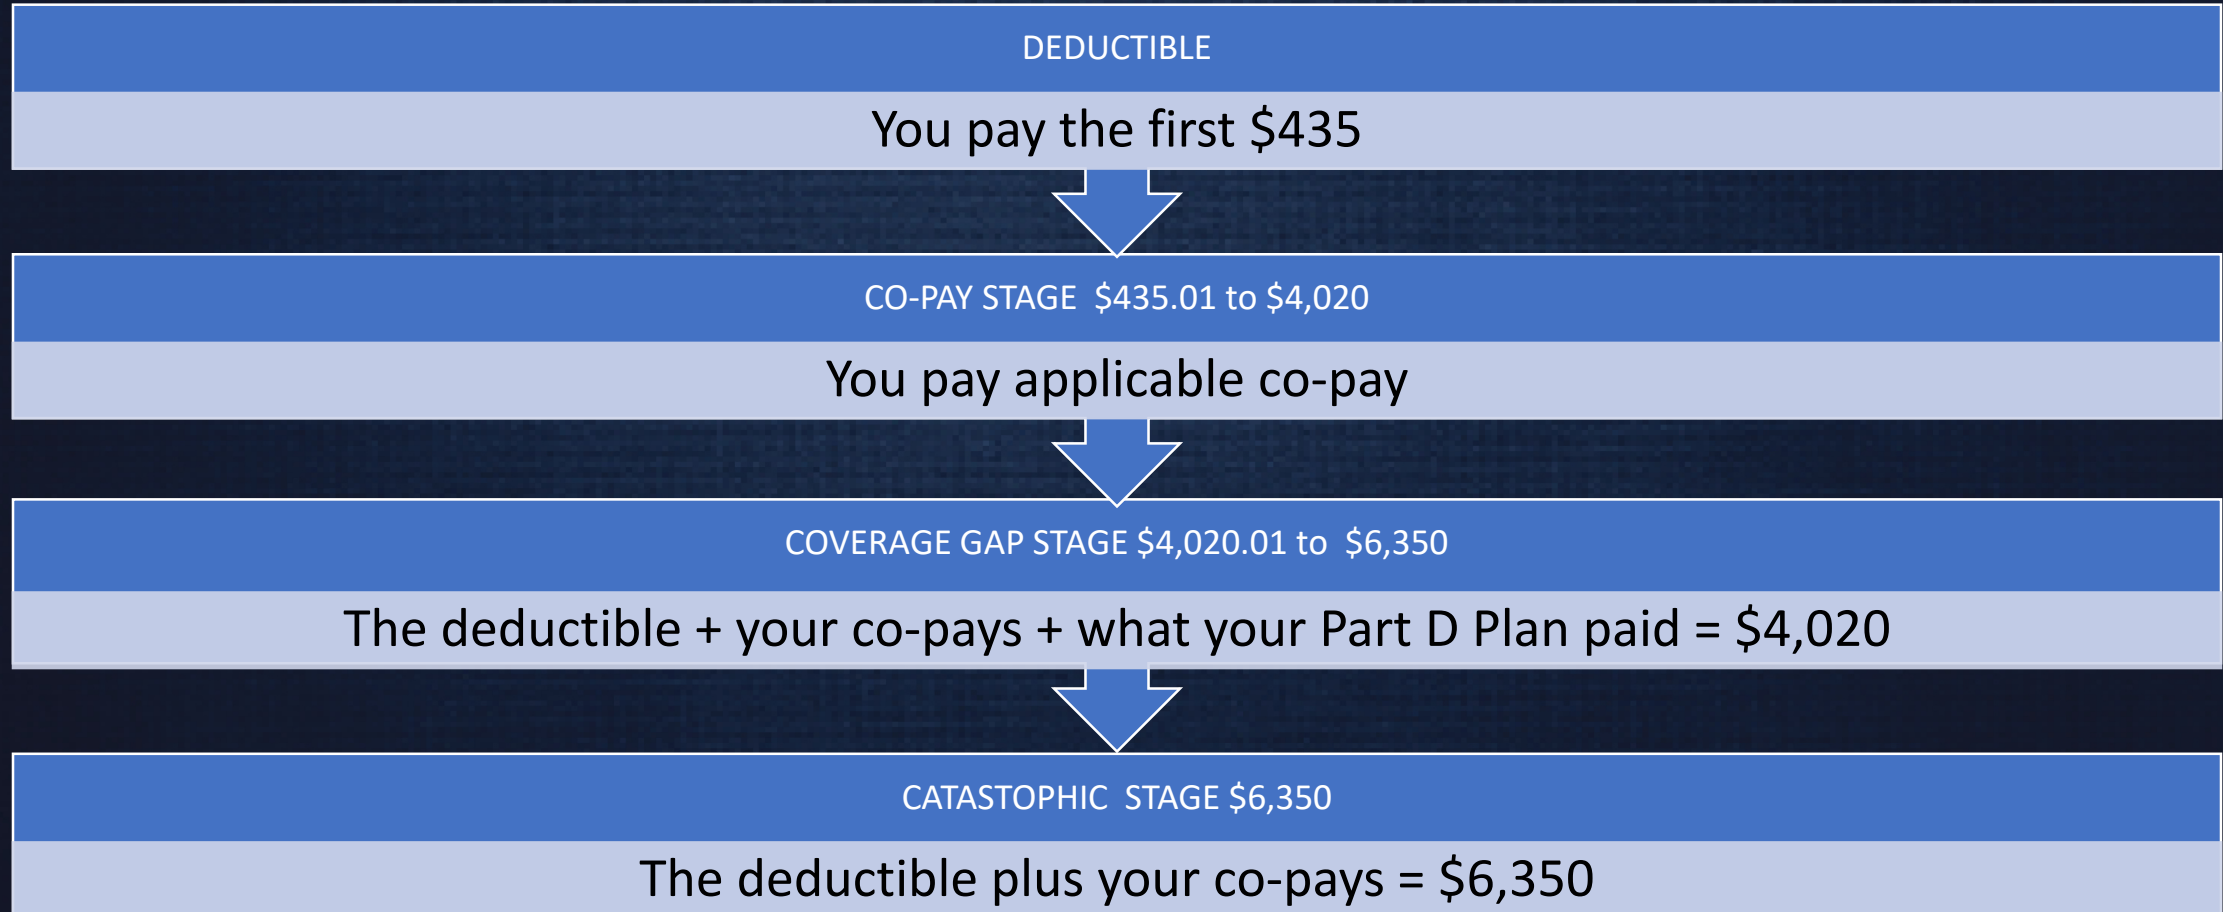 DEDUCTIBLE
You pay the first $435
CO-PAY STAGE  $435.01 to $4,020
You pay applicable co-pay
COVERAGE GAP STAGE $4,020.01 to  $6,350
The deductible + your co-pays + what your Part D Plan paid = $4,020
CATASTOPHIC  STAGE $6,350
The deductible plus your co-pays = $6,350